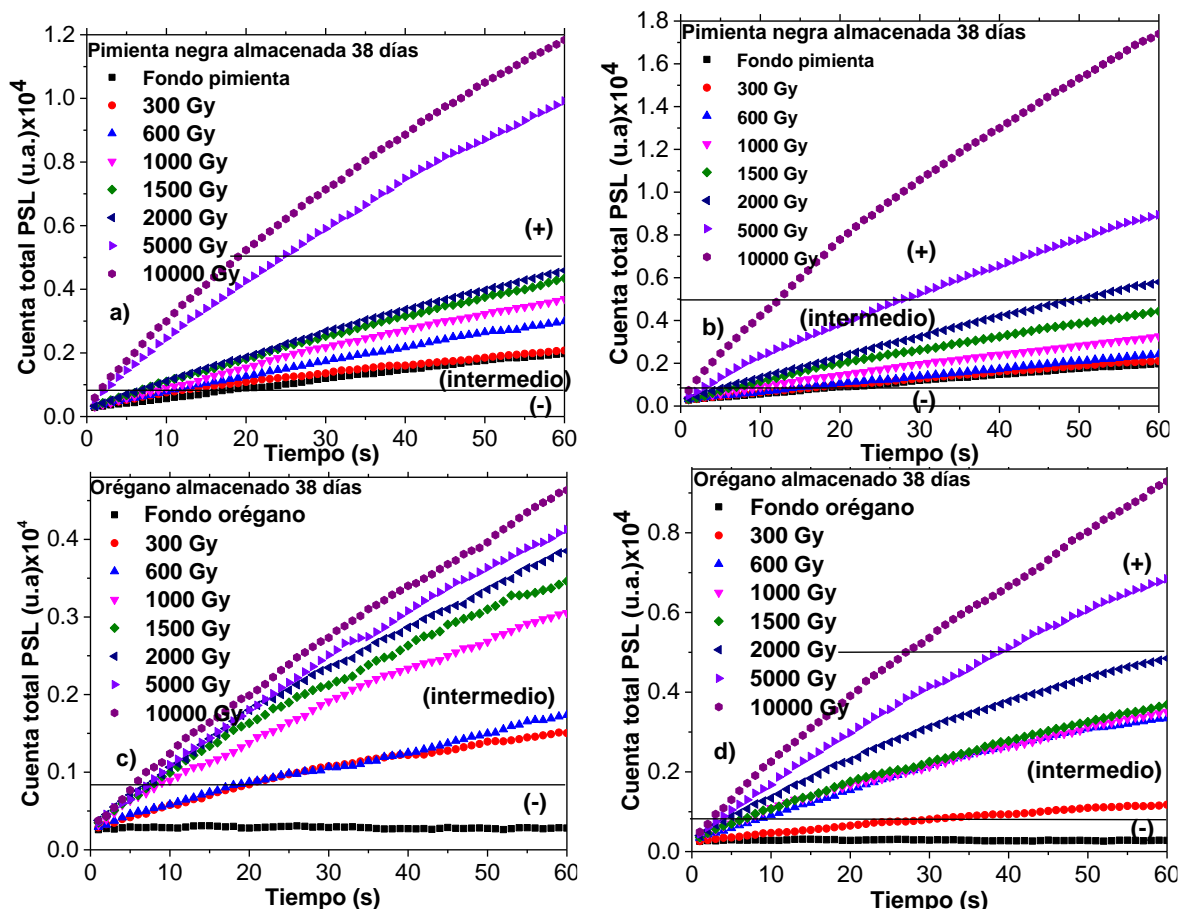 Pimienta negra almacenada 38 días
Fondo pimienta
300 Gy
600 Gy
1000 Gy
1500 Gy
2000 Gy
5000 Gy
10000 Gy
(+)
a)
(intermedio)
(-)
Cuenta total PSL (u.a)x10⁴
0.0
0.2
0.4
0.6
0.8
1.0
1.2
0 10 20 30 40 50 60
Tiempo (s)
Pimienta negra almacenada 38 días
Fondo pimienta
300 Gy
600 Gy
1000 Gy
1500 Gy
2000 Gy
5000 Gy
10000 Gy
(+)
(intermedio)
b)
(-)
Cuenta total PSL (u.a)x10⁴
0.0
0.2
0.4
0.6
0.8
1.0
1.2
1.4
1.6
1.8
0 10 20 30 40 50 60
Tiempo (s)
Orégano almacenado 38 días
Fondo orégano
300 Gy
600 Gy
1000 Gy
1500 Gy
2000 Gy
5000 Gy
10000 Gy
(intermedio)
c)
(-)
Cuenta total PSL (u.a)x10⁴
0.0
0.1
0.2
0.3
0.4
0 10 20 30 40 50 60
Tiempo (s)
Orégano almacenado 38 días
Fondo orégano
300 Gy
600 Gy
1000 Gy
1500 Gy
2000 Gy
5000 Gy
10000 Gy
(+)
d)
(intermedio)
(-)
Cuenta total PSL (u.a.)x10⁴
0.0
0.2
0.4
0.6
0.8
0 10 20 30 40 50 60
Tiempo (s)